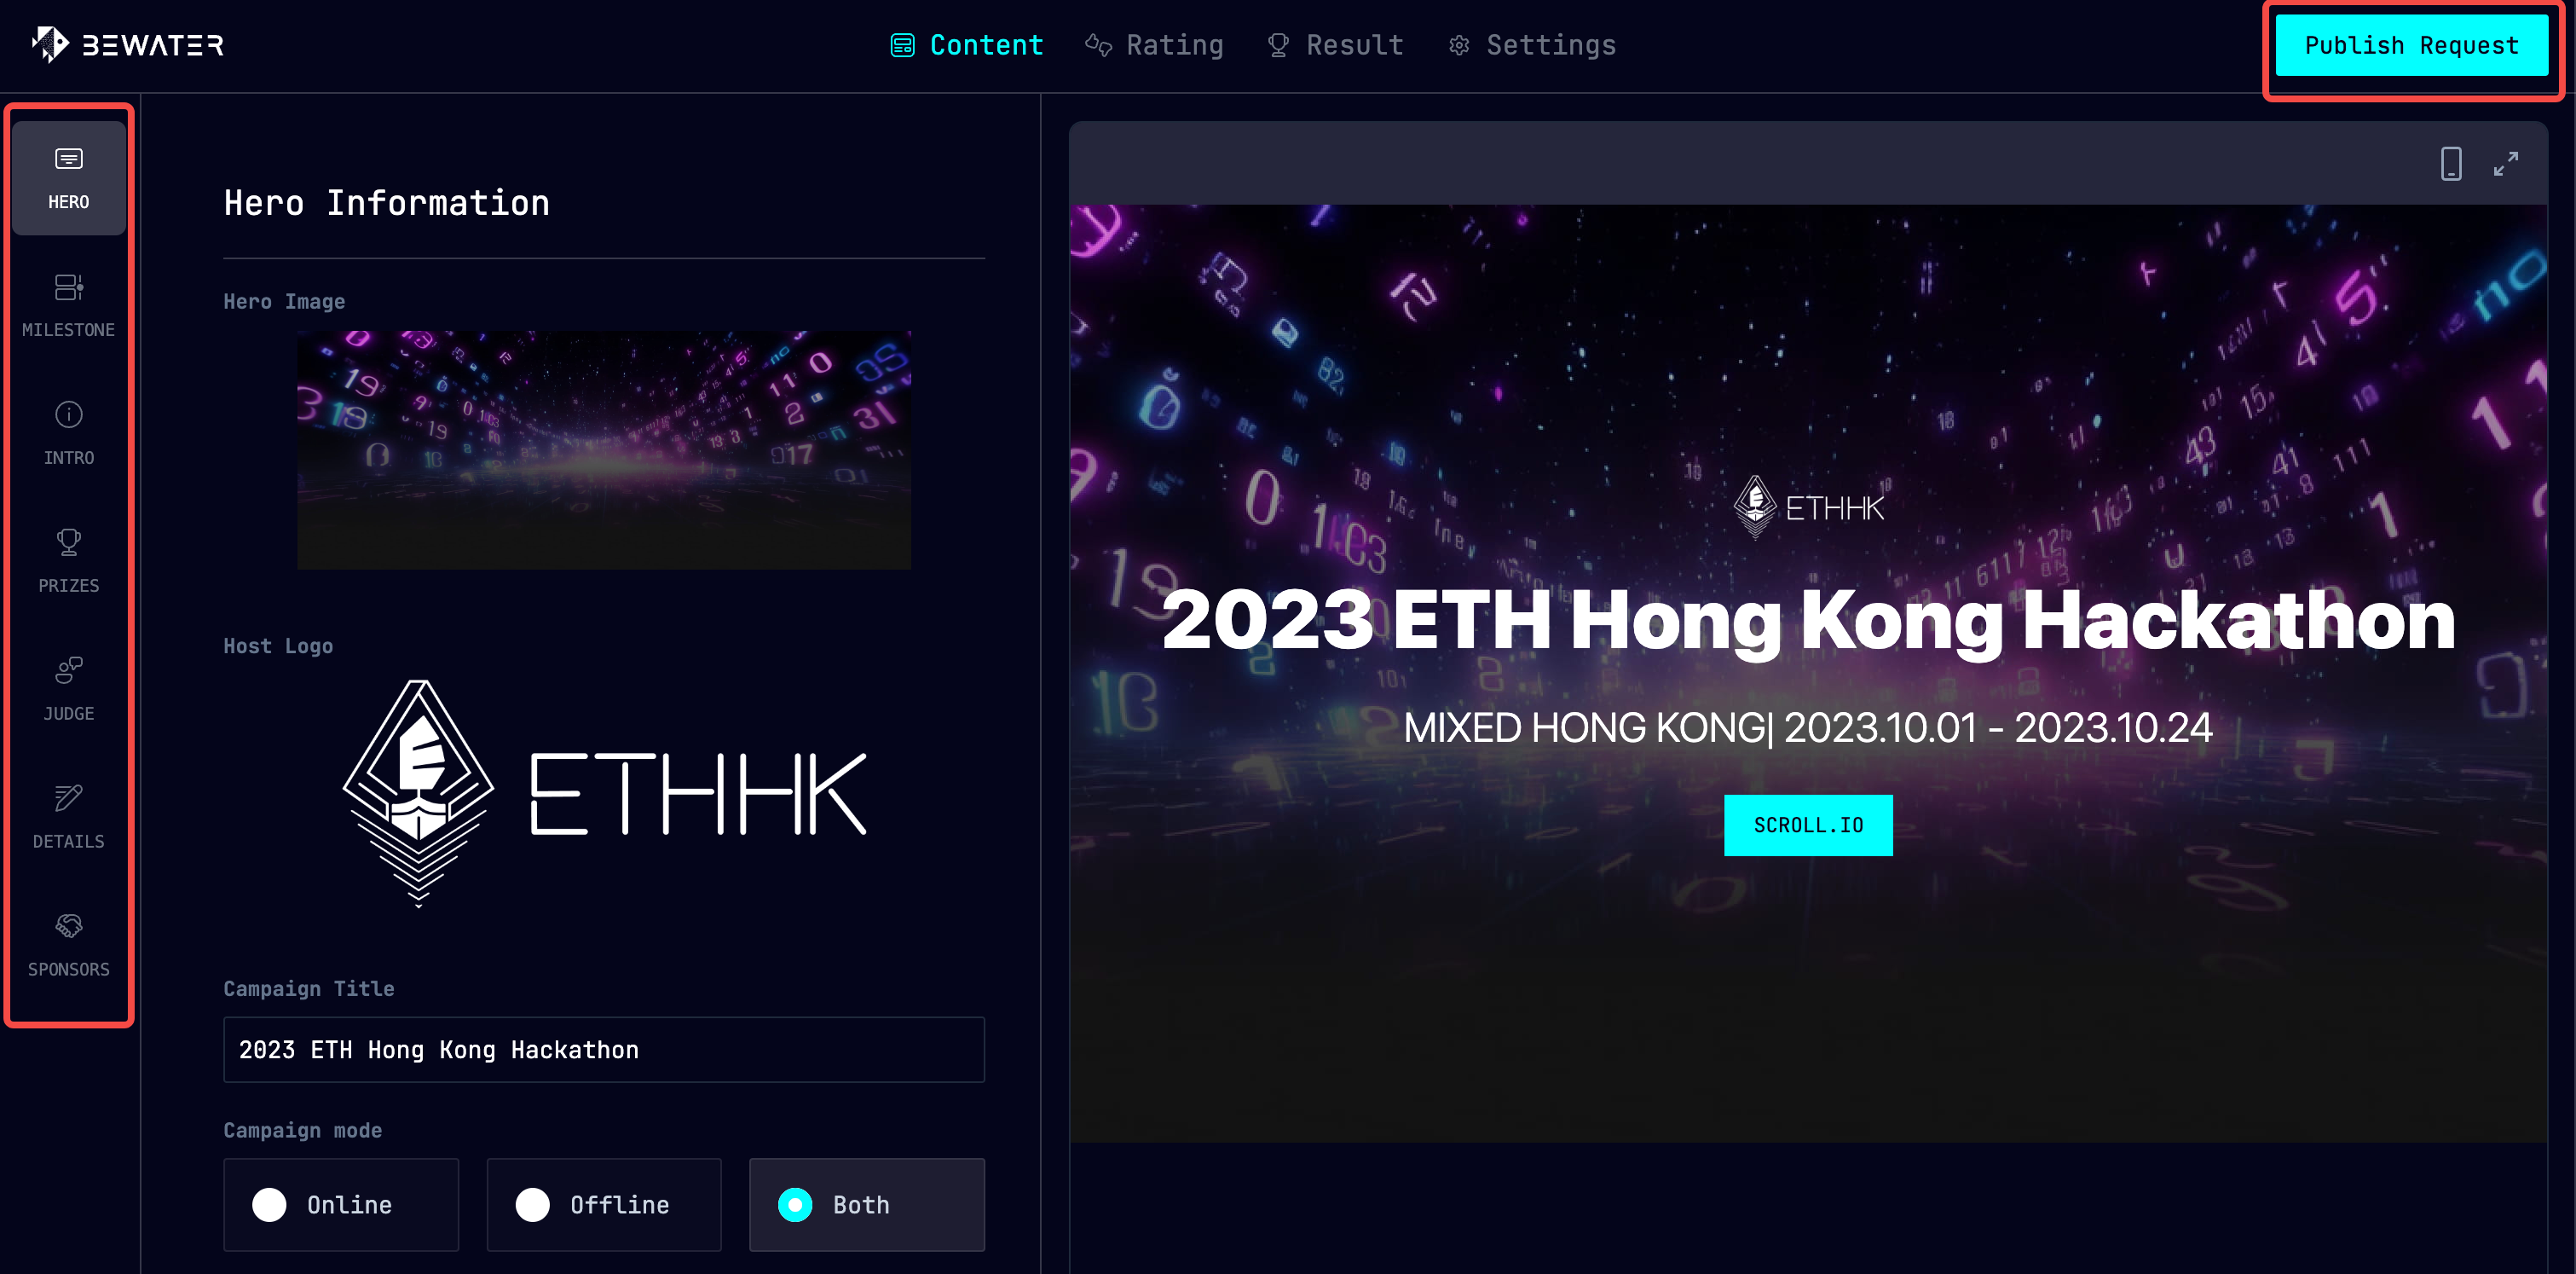 BEWATER
Content
Rating
Result
Settings
Publish Request
HERO
MILESTONE
INTRO
PRIZES
JUDGE
DETAILS
SPONSORS
Hero Information
Hero Image
Host Logo
ETHHK
Campaign Title
2023 ETH Hong Kong Hackathon
Campaign mode
Online
Offline
Both
ETHHK
2023 ETH Hong Kong Hackathon
MIXED HONG KONG| 2023.10.01 - 2023.10.24
SCROLL.IO